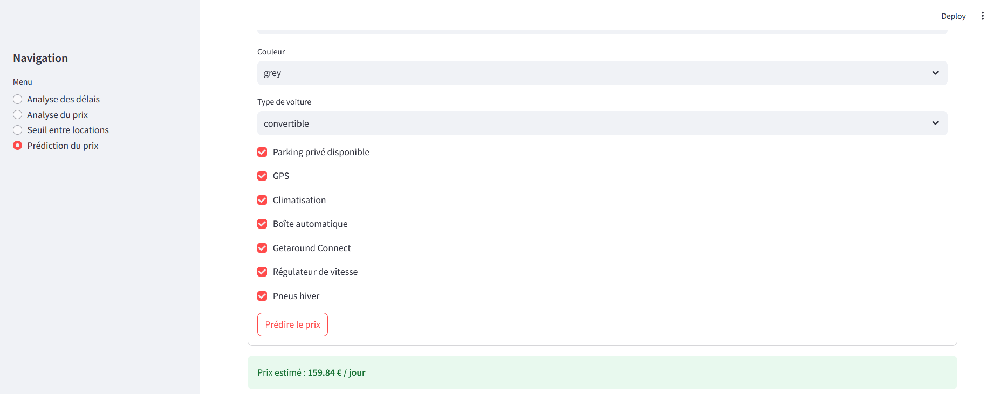 Deploy
Navigation
Menu
Analyse des délais
Analyse du prix
Seuil entre locations
Prédiction du prix
Couleur
grey
Type de voiture
convertible
Parking privé disponible
GPS
Climatisation
Boîte automatique
Getaround Connect
Régulateur de vitesse
Pneus hiver
Prédire le prix
Prix estimé : 159.84 € / jour